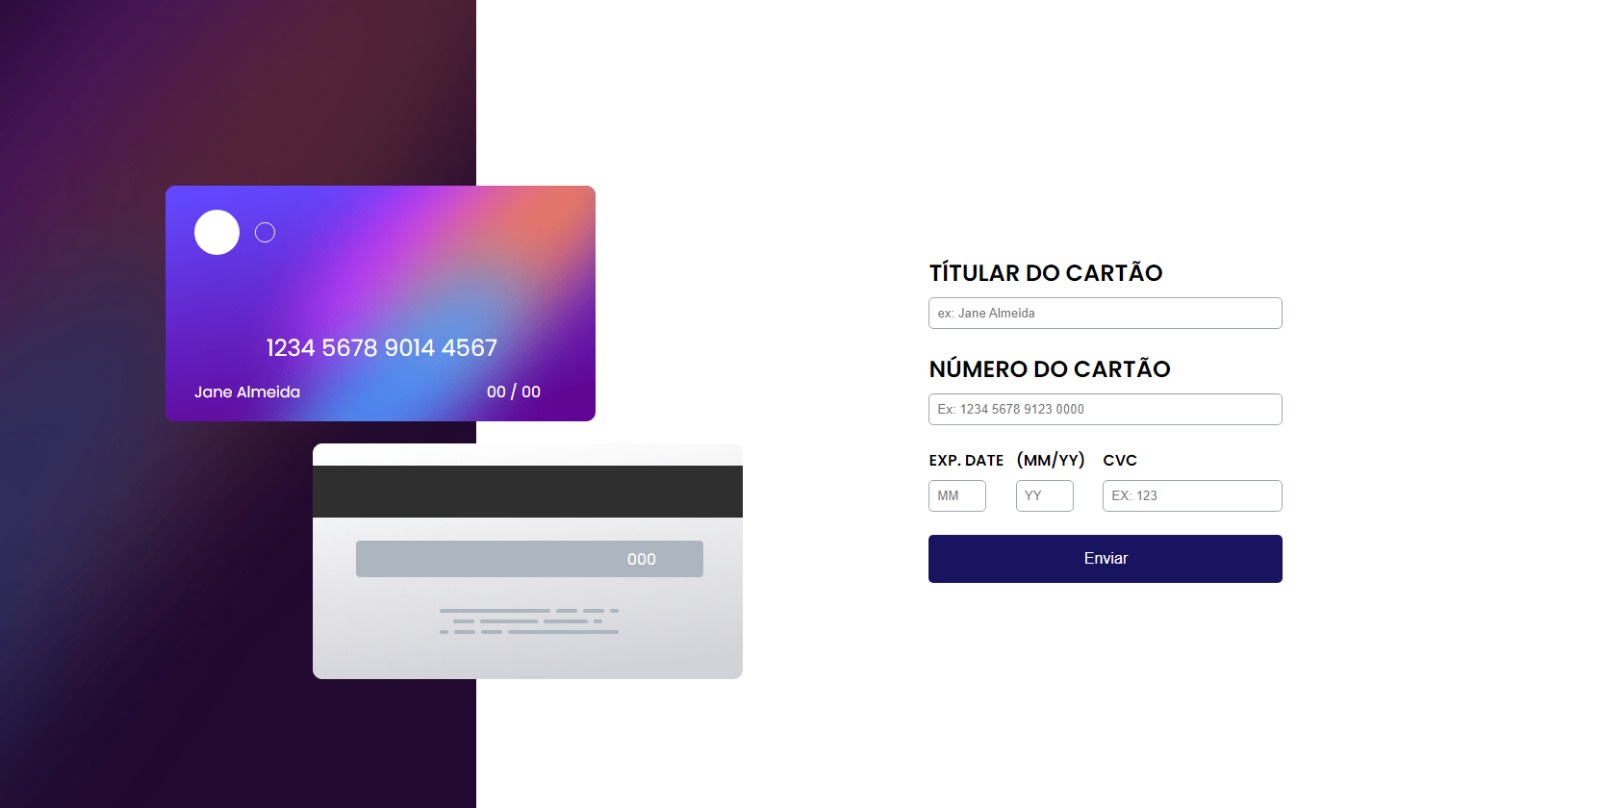 1234 5678 9014 4567
Jane Almeida 00 / 00
000
TÍTULAR DO CARTÃO
ex: Jane Almeida
NÚMERO DO CARTÃO
Ex: 1234 5678 9123 0000
EXP. DATE (MM/YY) CVC
MM YY EX: 123
Enviar